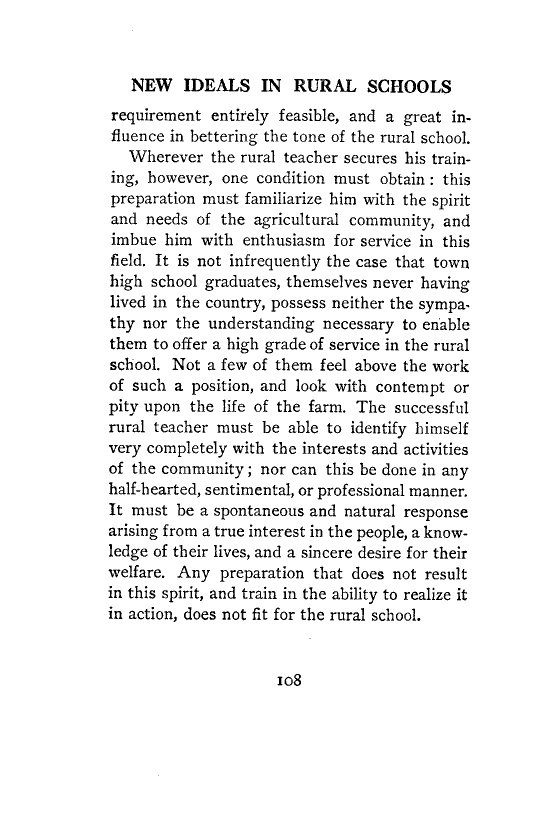 NEW IDEALS IN RURAL SCHOOLS
requirement entirely feasible, and a great in-
fluence in bettering the tone of the rural school.
Wherever the rural teacher secures his train-
ing, however, one condition must obtain : this
preparation must familiarize him with the spirit
and needs of the agricultural community, and
imbue him with enthusiasm for service in this
field. It is not infrequently the case that town
high school graduates, themselves never having
lived in the country, possess neither the sympa-
thy nor the understanding necessary to enable
them to offer a high grade of service in the rural
school. Not a few of them feel above the work
of such a position, and look with contempt or
pity upon the life of the farm. The successful
rural teacher must be able to identify himself
very completely with the interests and activities
of the community ; nor can this be done in any
half-hearted, sentimental, or professional manner.
It must be a spontaneous and natural response
arising from a true interest in the people, a know-
ledge of their lives, and a sincere desire for their
welfare. Any preparation that does not result
in this spirit, and train in the ability to realize it
in action, does not fit for the rural school.
108